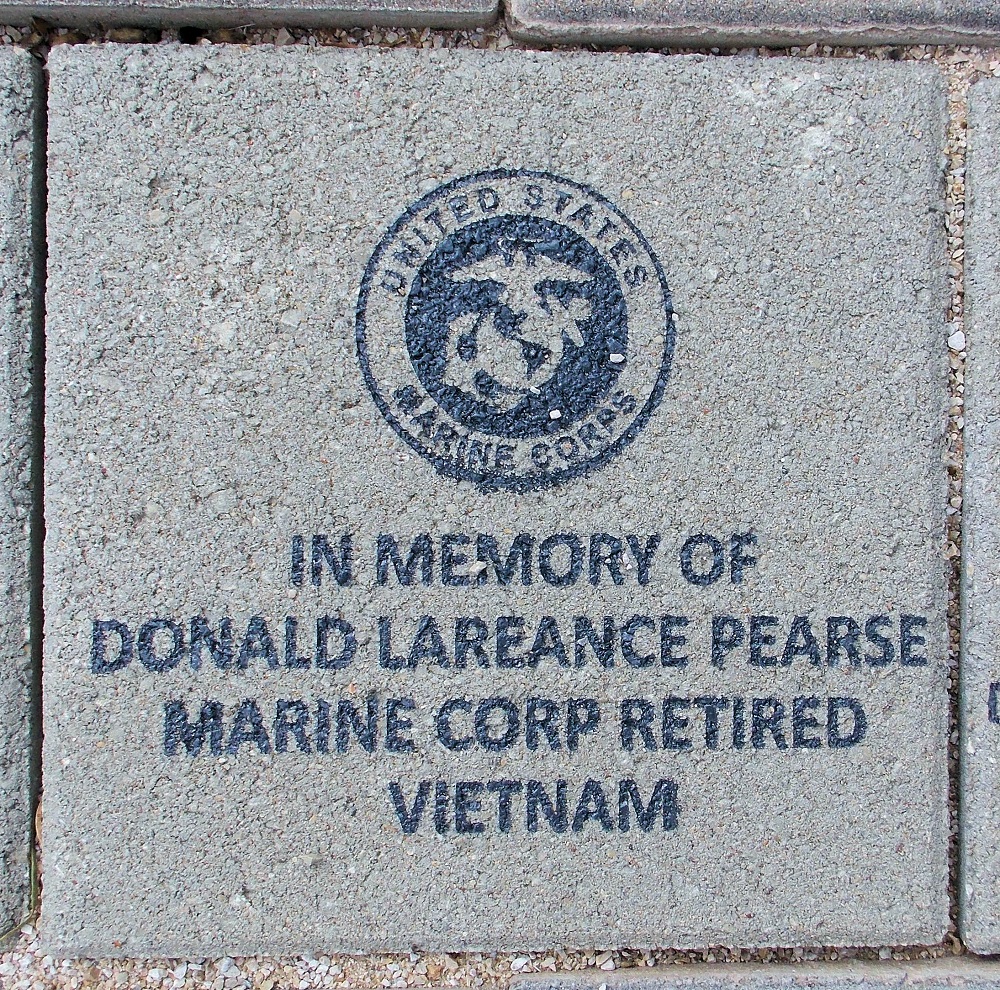 UNITED STATES
MARINE CORPS
IN MEMORY OF
DONALD LAREANCE PEARSE
MARINE CORP RETIRED
VIETNAM